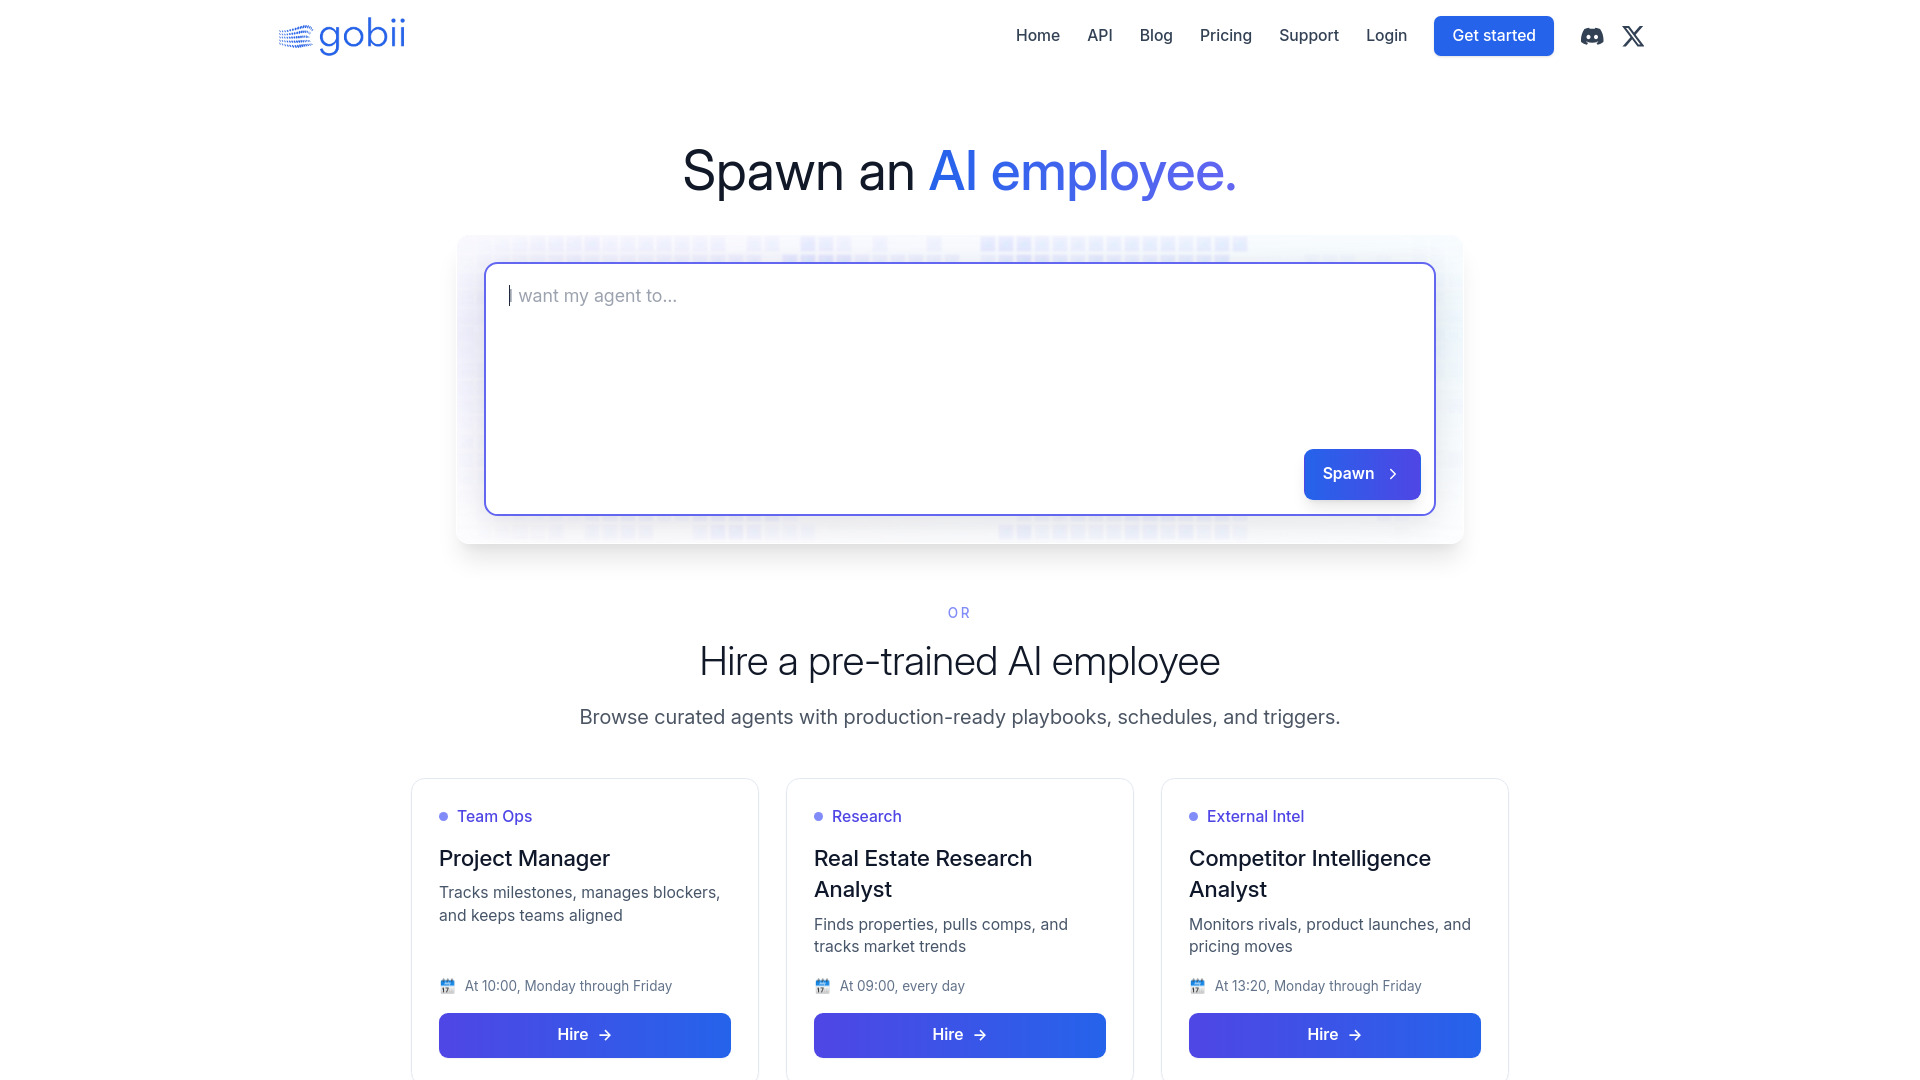 gobii
Home API Blog Pricing Support Login Get started
Spawn an AI employee.
I want my agent to...
Spawn
OR
Hire a pre-trained AI employee
Browse curated agents with production-ready playbooks, schedules, and triggers.
Team Ops
Project Manager
Tracks milestones, manages blockers,
and keeps teams aligned
At 10:00, Monday through Friday
Hire →
Research
Real Estate Research
Analyst
Finds properties, pulls comps, and
tracks market trends
At 09:00, every day
Hire →
External Intel
Competitor Intelligence
Analyst
Monitors rivals, product launches, and
pricing moves
At 13:20, Monday through Friday
Hire →